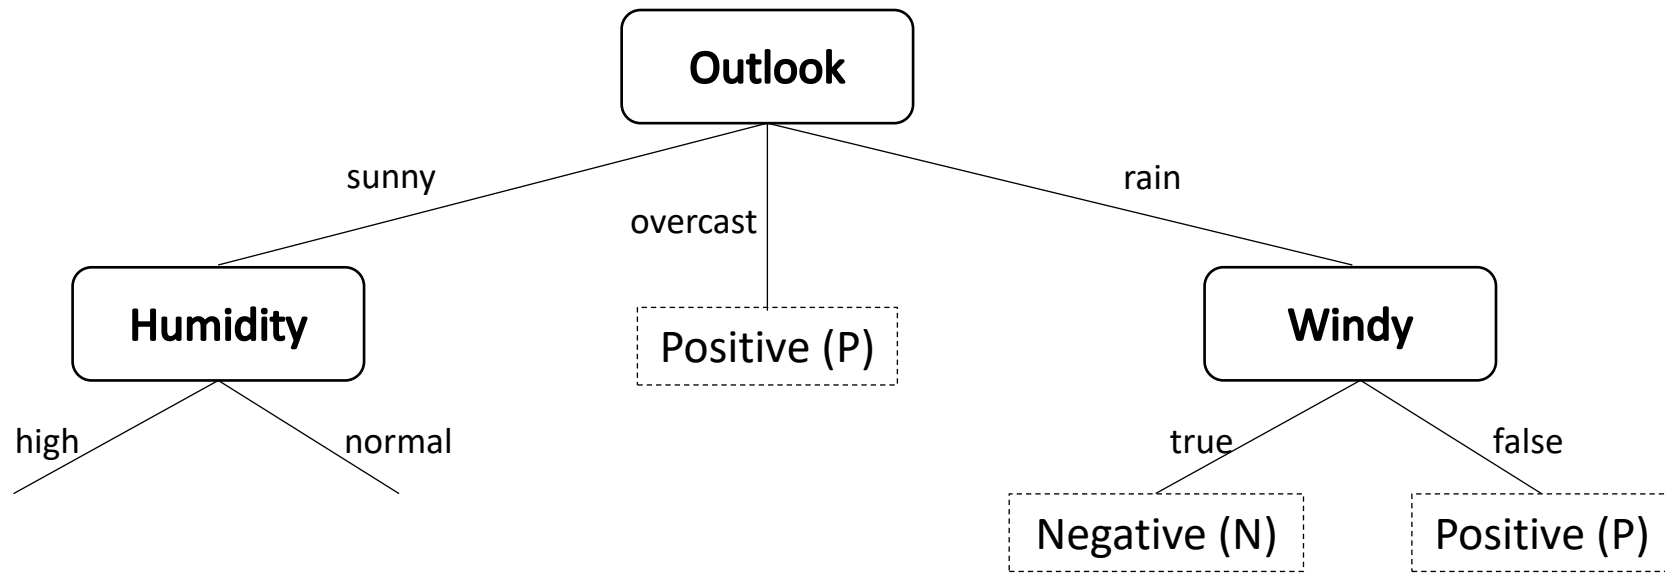 Outlook
sunny
rain
overcast
Humidity
Positive (P)
Windy
high
normal
true
false
Negative (N)
Positive (P)